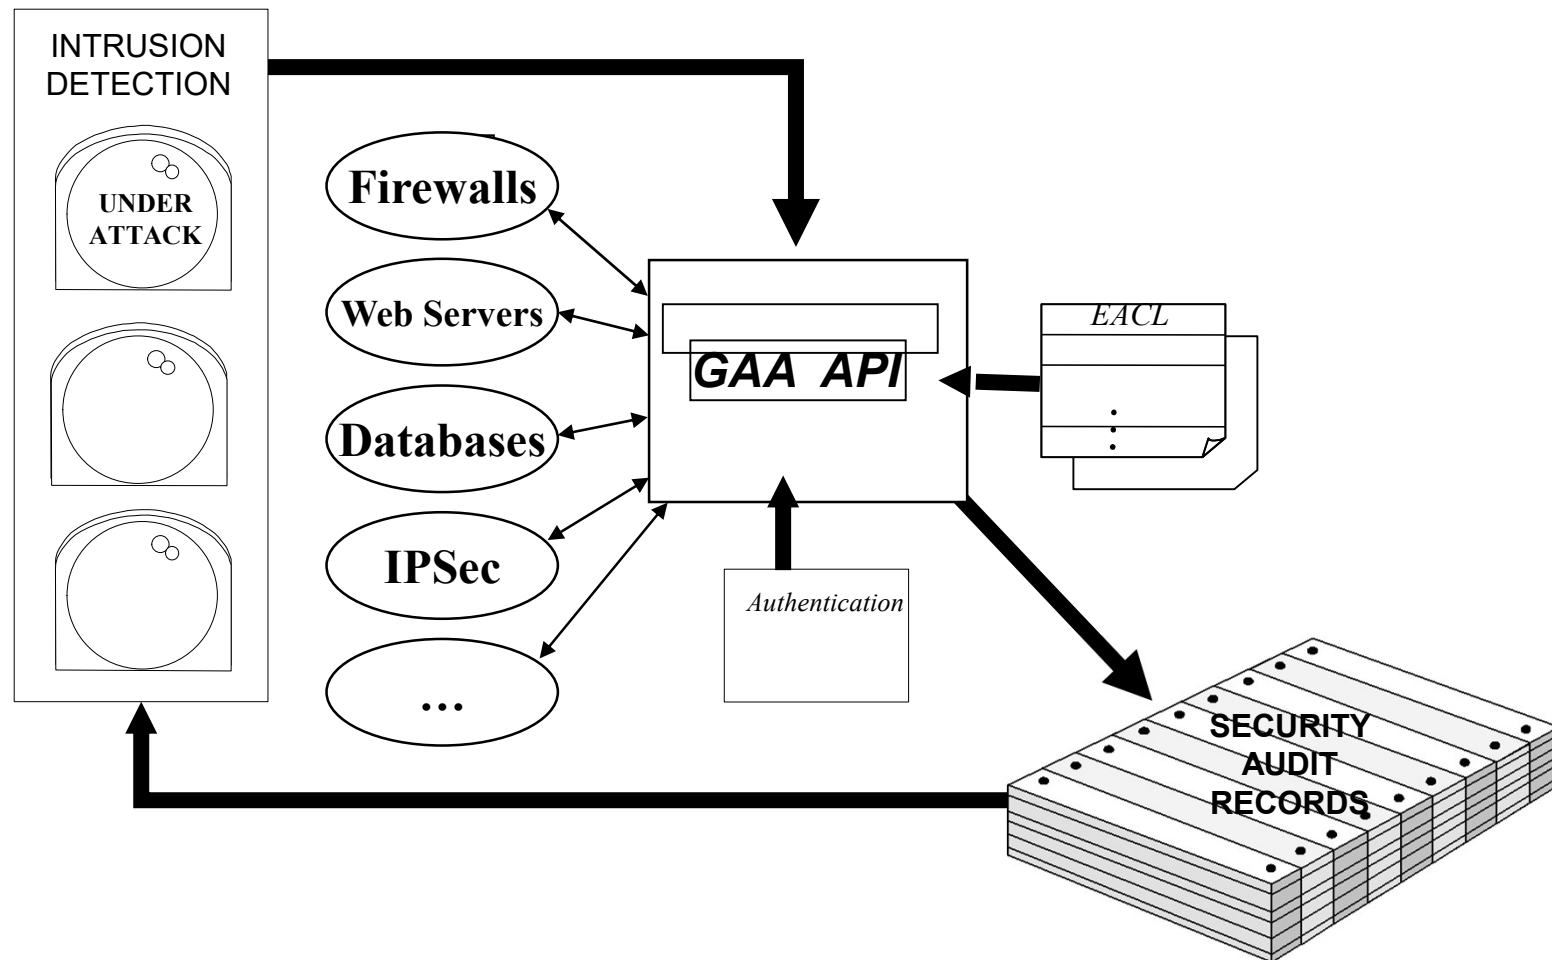 INTRUSION
DETECTION
UNDER
ATTACK
Firewalls
Web Servers
Databases
IPSec
...
GAA API
EACL
Authentication
SECURITY
AUDIT
RECORDS